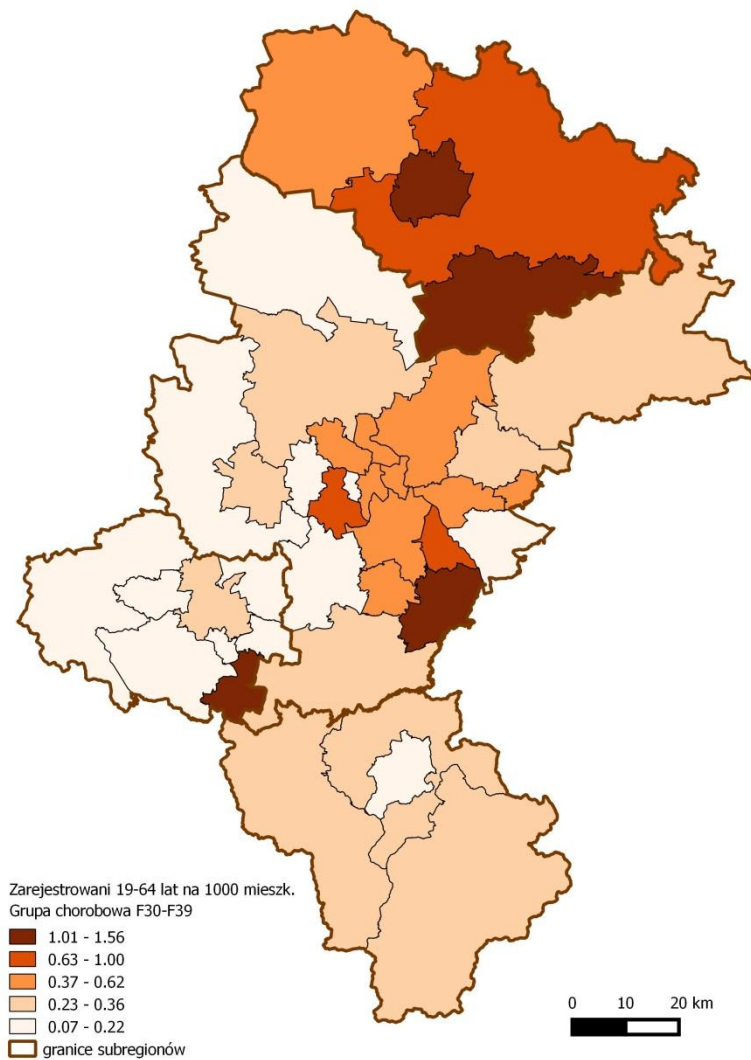 Zarejestrowani 19-64 lat na 1000 mieszk.
Grupa chorobowa F30-F39
1.01 - 1.56
0.63 - 1.00
0.37 - 0.62
0.23 - 0.36
0.07 - 0.22
granice subregionów
0 10 20 km